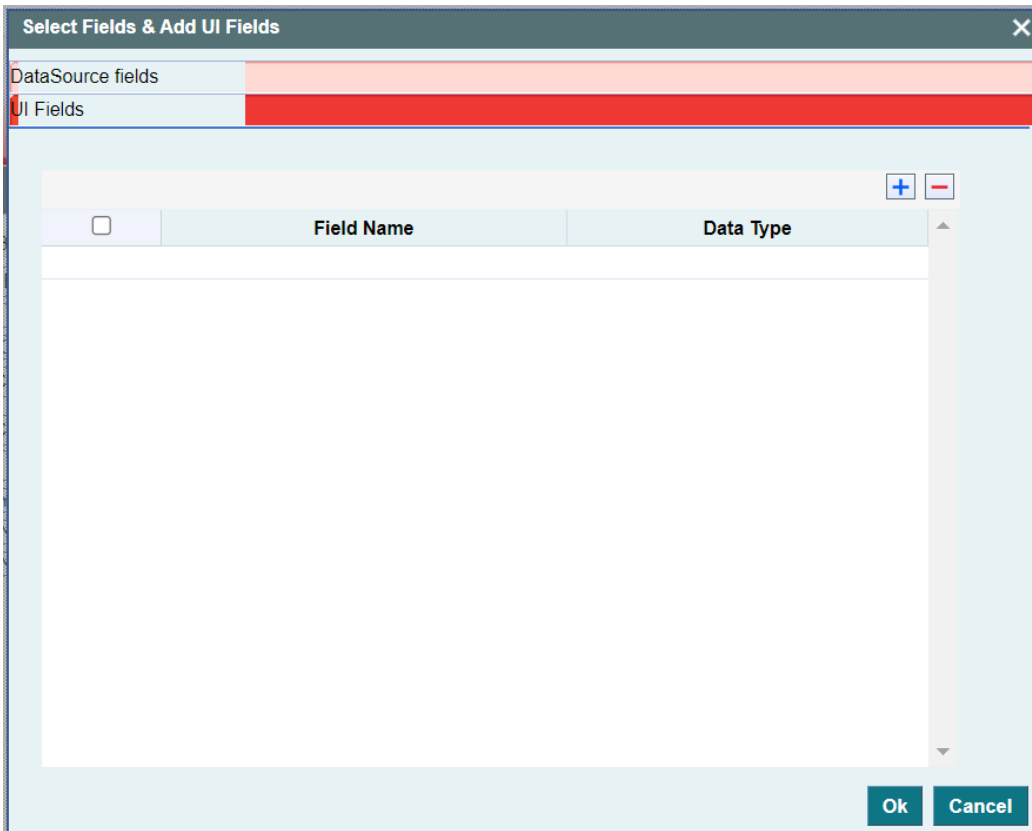 Select Fields & Add UI Fields
DataSource fields
UI Fields
Field Name Data Type
Ok Cancel